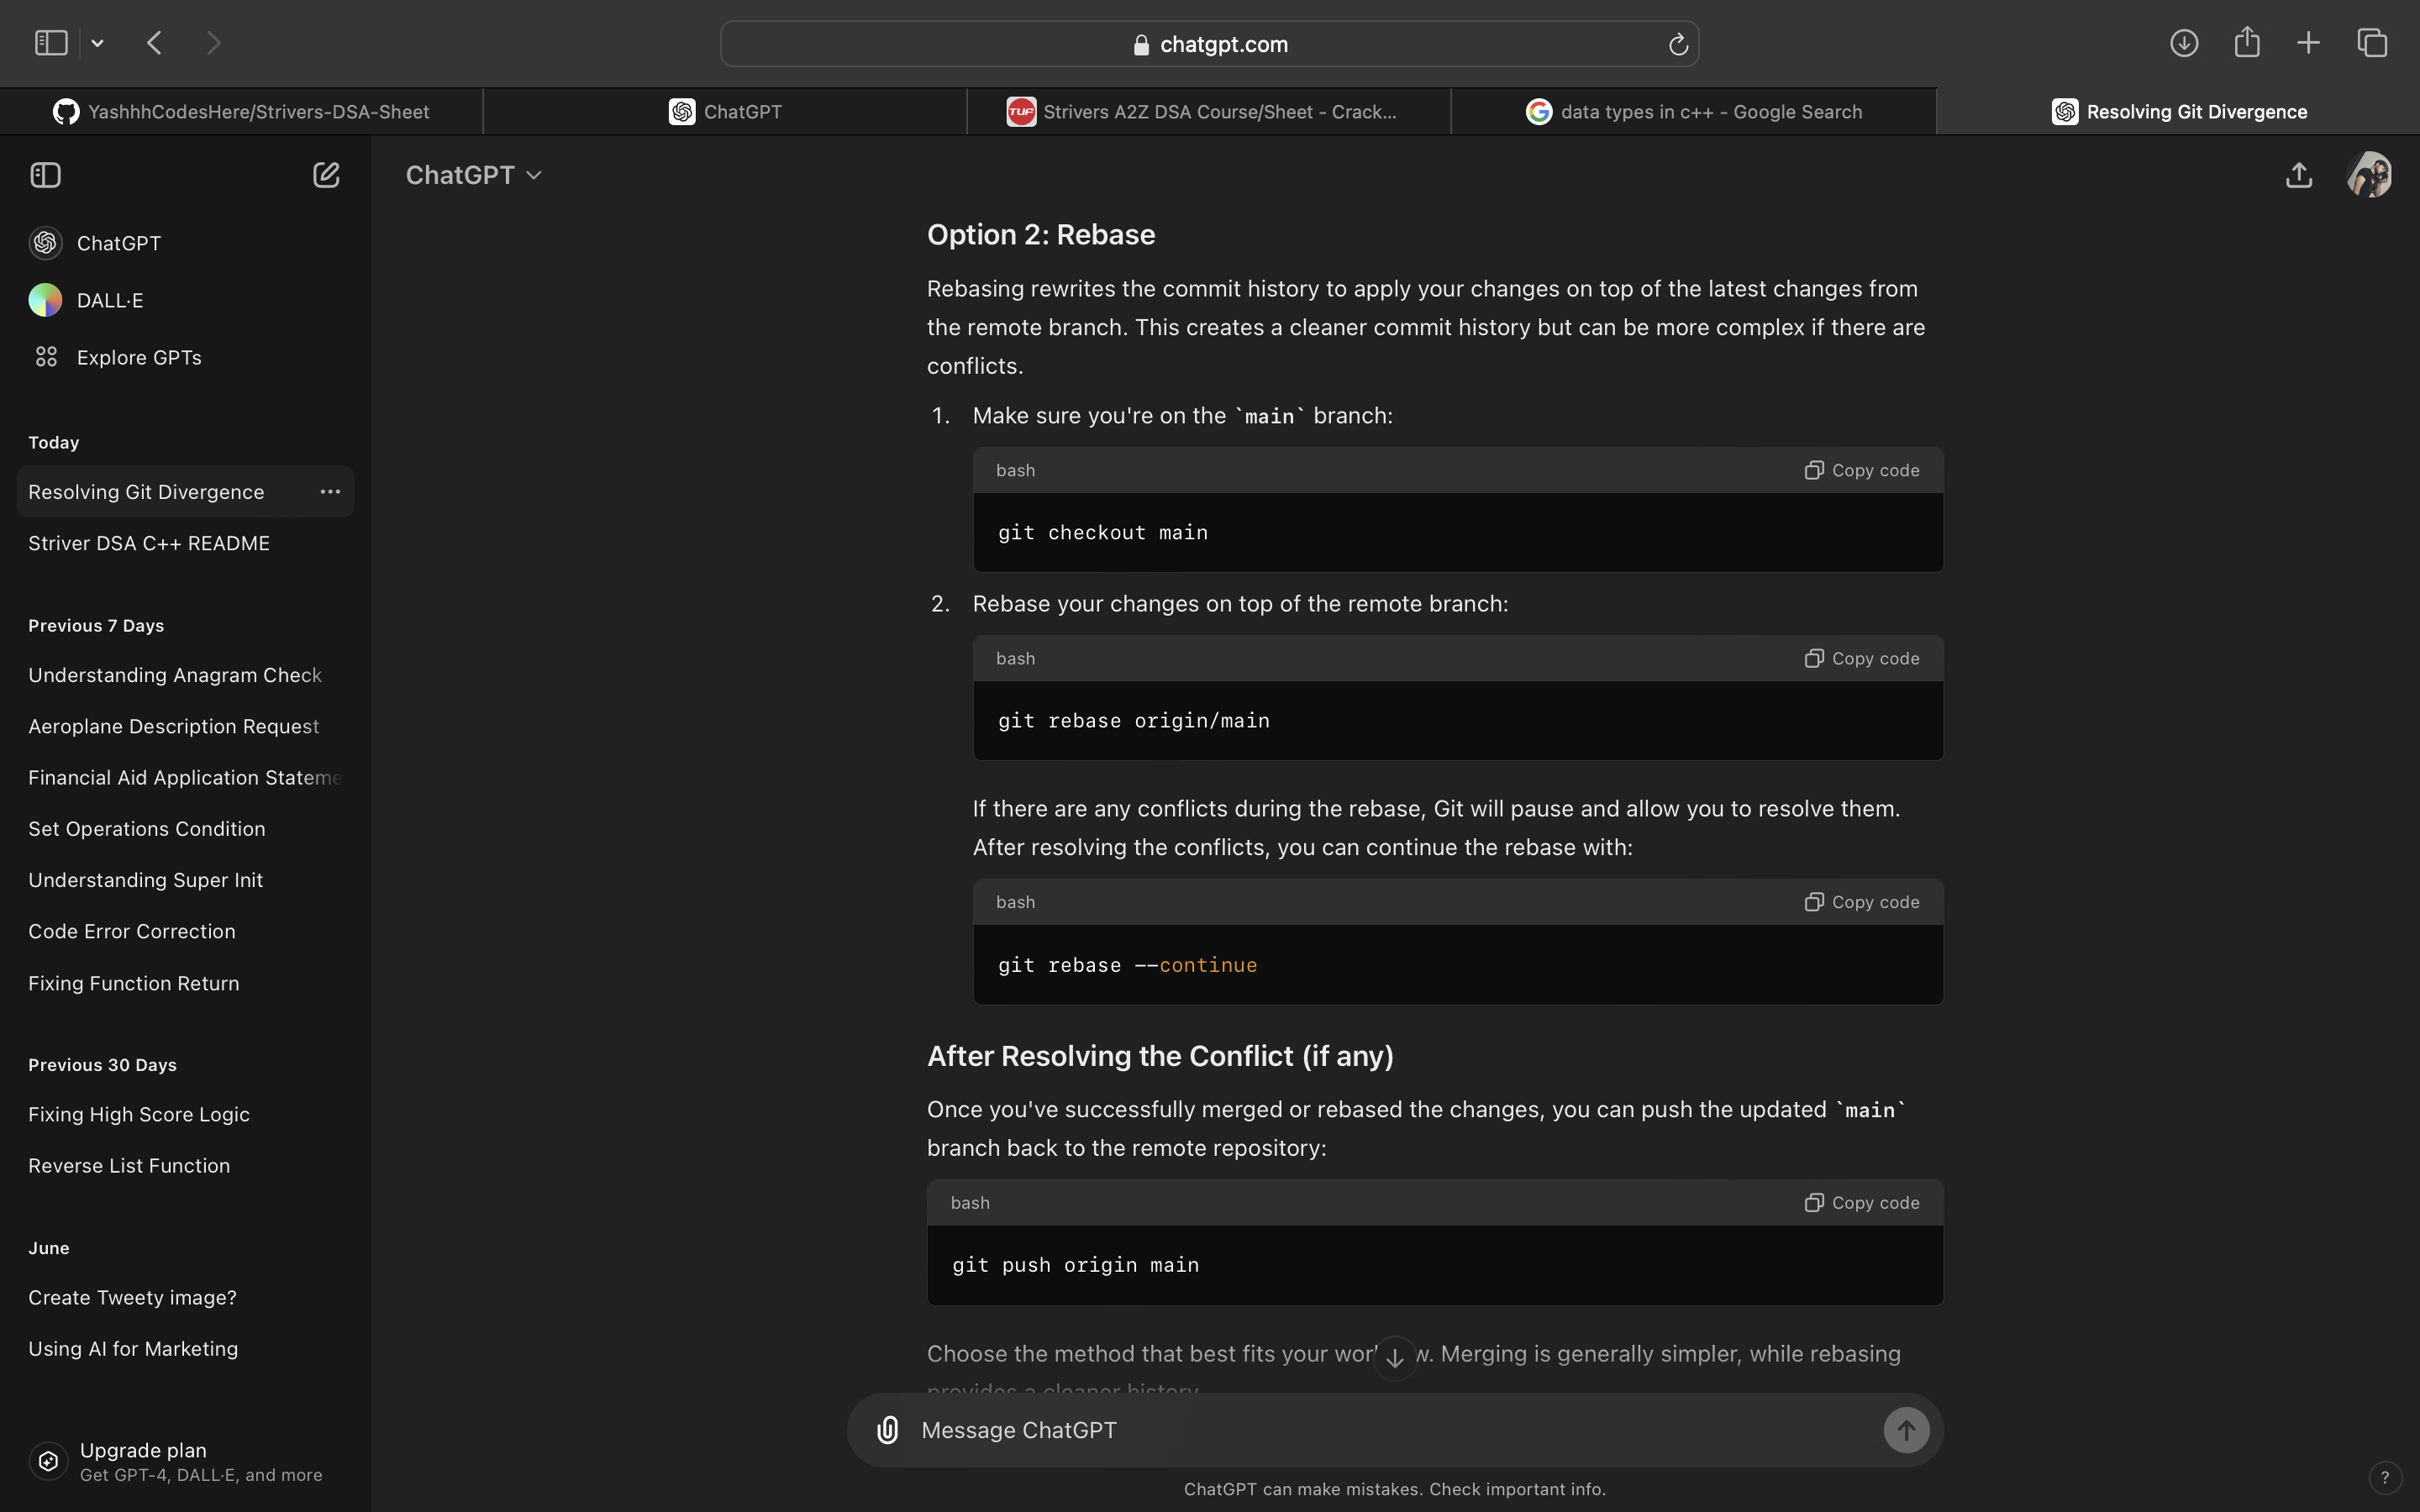 chatgpt.com
YashhhCodesHere/Strivers-DSA-Sheet
ChatGPT
TUF Strivers A2Z DSA Course/Sheet - Crack...
data types in c++ - Google Search
Resolving Git Divergence
ChatGPT
DALL·E
Explore GPTs
Today
Resolving Git Divergence
Striver DSA C++ README
Previous 7 Days
Understanding Anagram Check
Aeroplane Description Request
Financial Aid Application Stateme
Set Operations Condition
Understanding Super Init
Code Error Correction
Fixing Function Return
Previous 30 Days
Fixing High Score Logic
Reverse List Function
June
Create Tweety image?
Using AI for Marketing
Upgrade plan
Get GPT-4, DALL·E, and more
ChatGPT
Option 2: Rebase
Rebasing rewrites the commit history to apply your changes on top of the latest changes from
the remote branch. This creates a cleaner commit history but can be more complex if there are
conflicts.
1. Make sure you're on the `main` branch:
bash Copy code
git checkout main
2. Rebase your changes on top of the remote branch:
bash Copy code
git rebase origin/main
If there are any conflicts during the rebase, Git will pause and allow you to resolve them.
After resolving the conflicts, you can continue the rebase with:
bash Copy code
git rebase --continue
After Resolving the Conflict (if any)
Once you've successfully merged or rebased the changes, you can push the updated `main`
branch back to the remote repository:
bash Copy code
git push origin main
Choose the method that best fits your w. Merging is generally simpler, while rebasing
provides a cleaner history
Message ChatGPT
ChatGPT can make mistakes. Check important info.
?